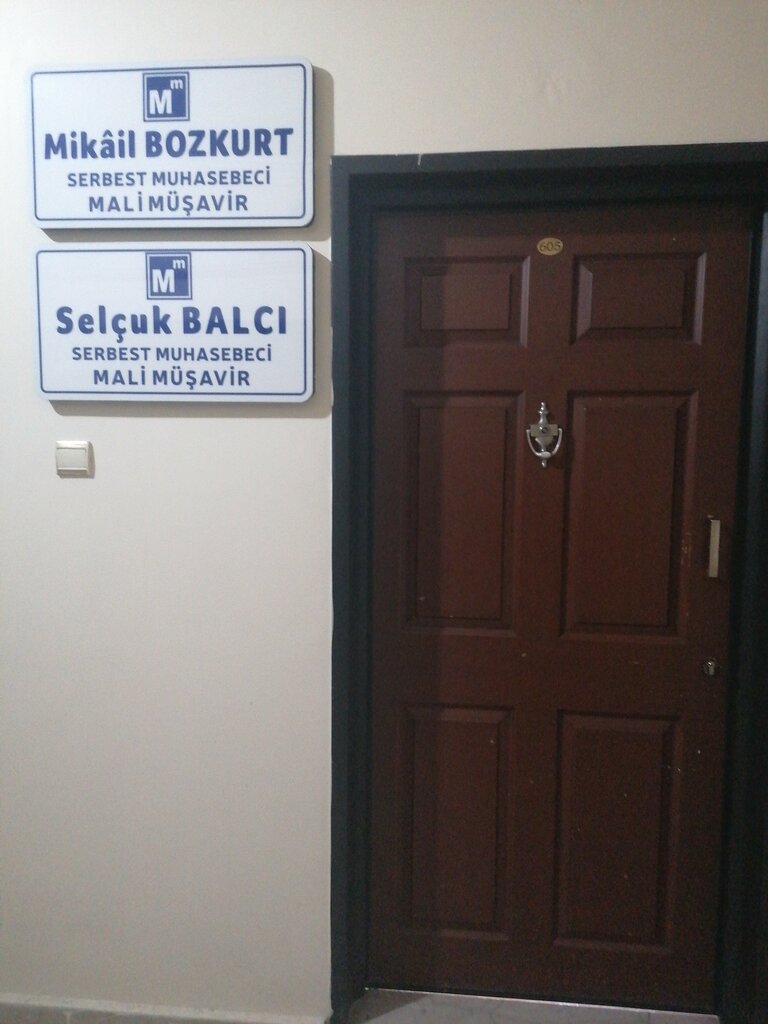 Mm
Mikâil BOZKURT
SERBEST MUHASEBECİ
MALİ MÜŞAVİR
Mm
Selçuk BALCI
SERBEST MUHASEBECİ
MALİ MÜŞAVİR
605